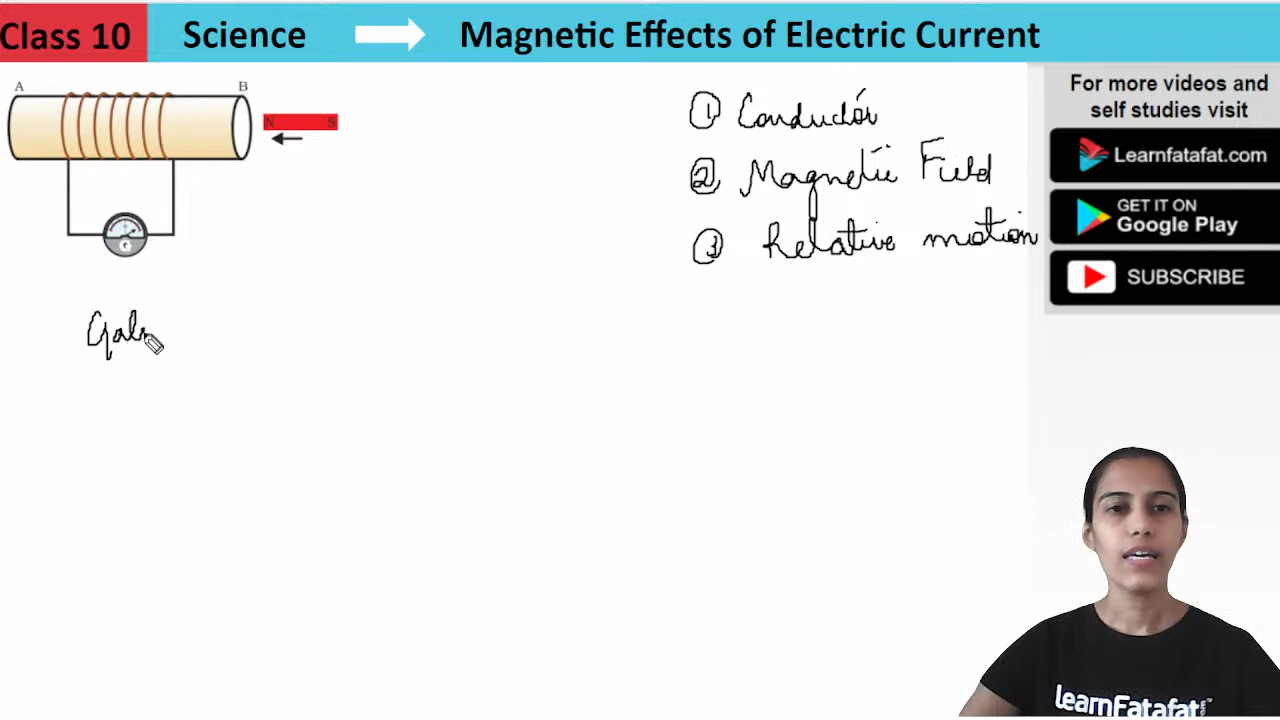 Class 10 Science Magnetic Effects of Electric Current
A B
N S
G
① Conductor
② Magnetic Field
③ Relative motion
Galv
For more videos and
self studies visit
Learnfatafat.com
GET IT ON
Google Play
SUBSCRIBE
LearnFatafat